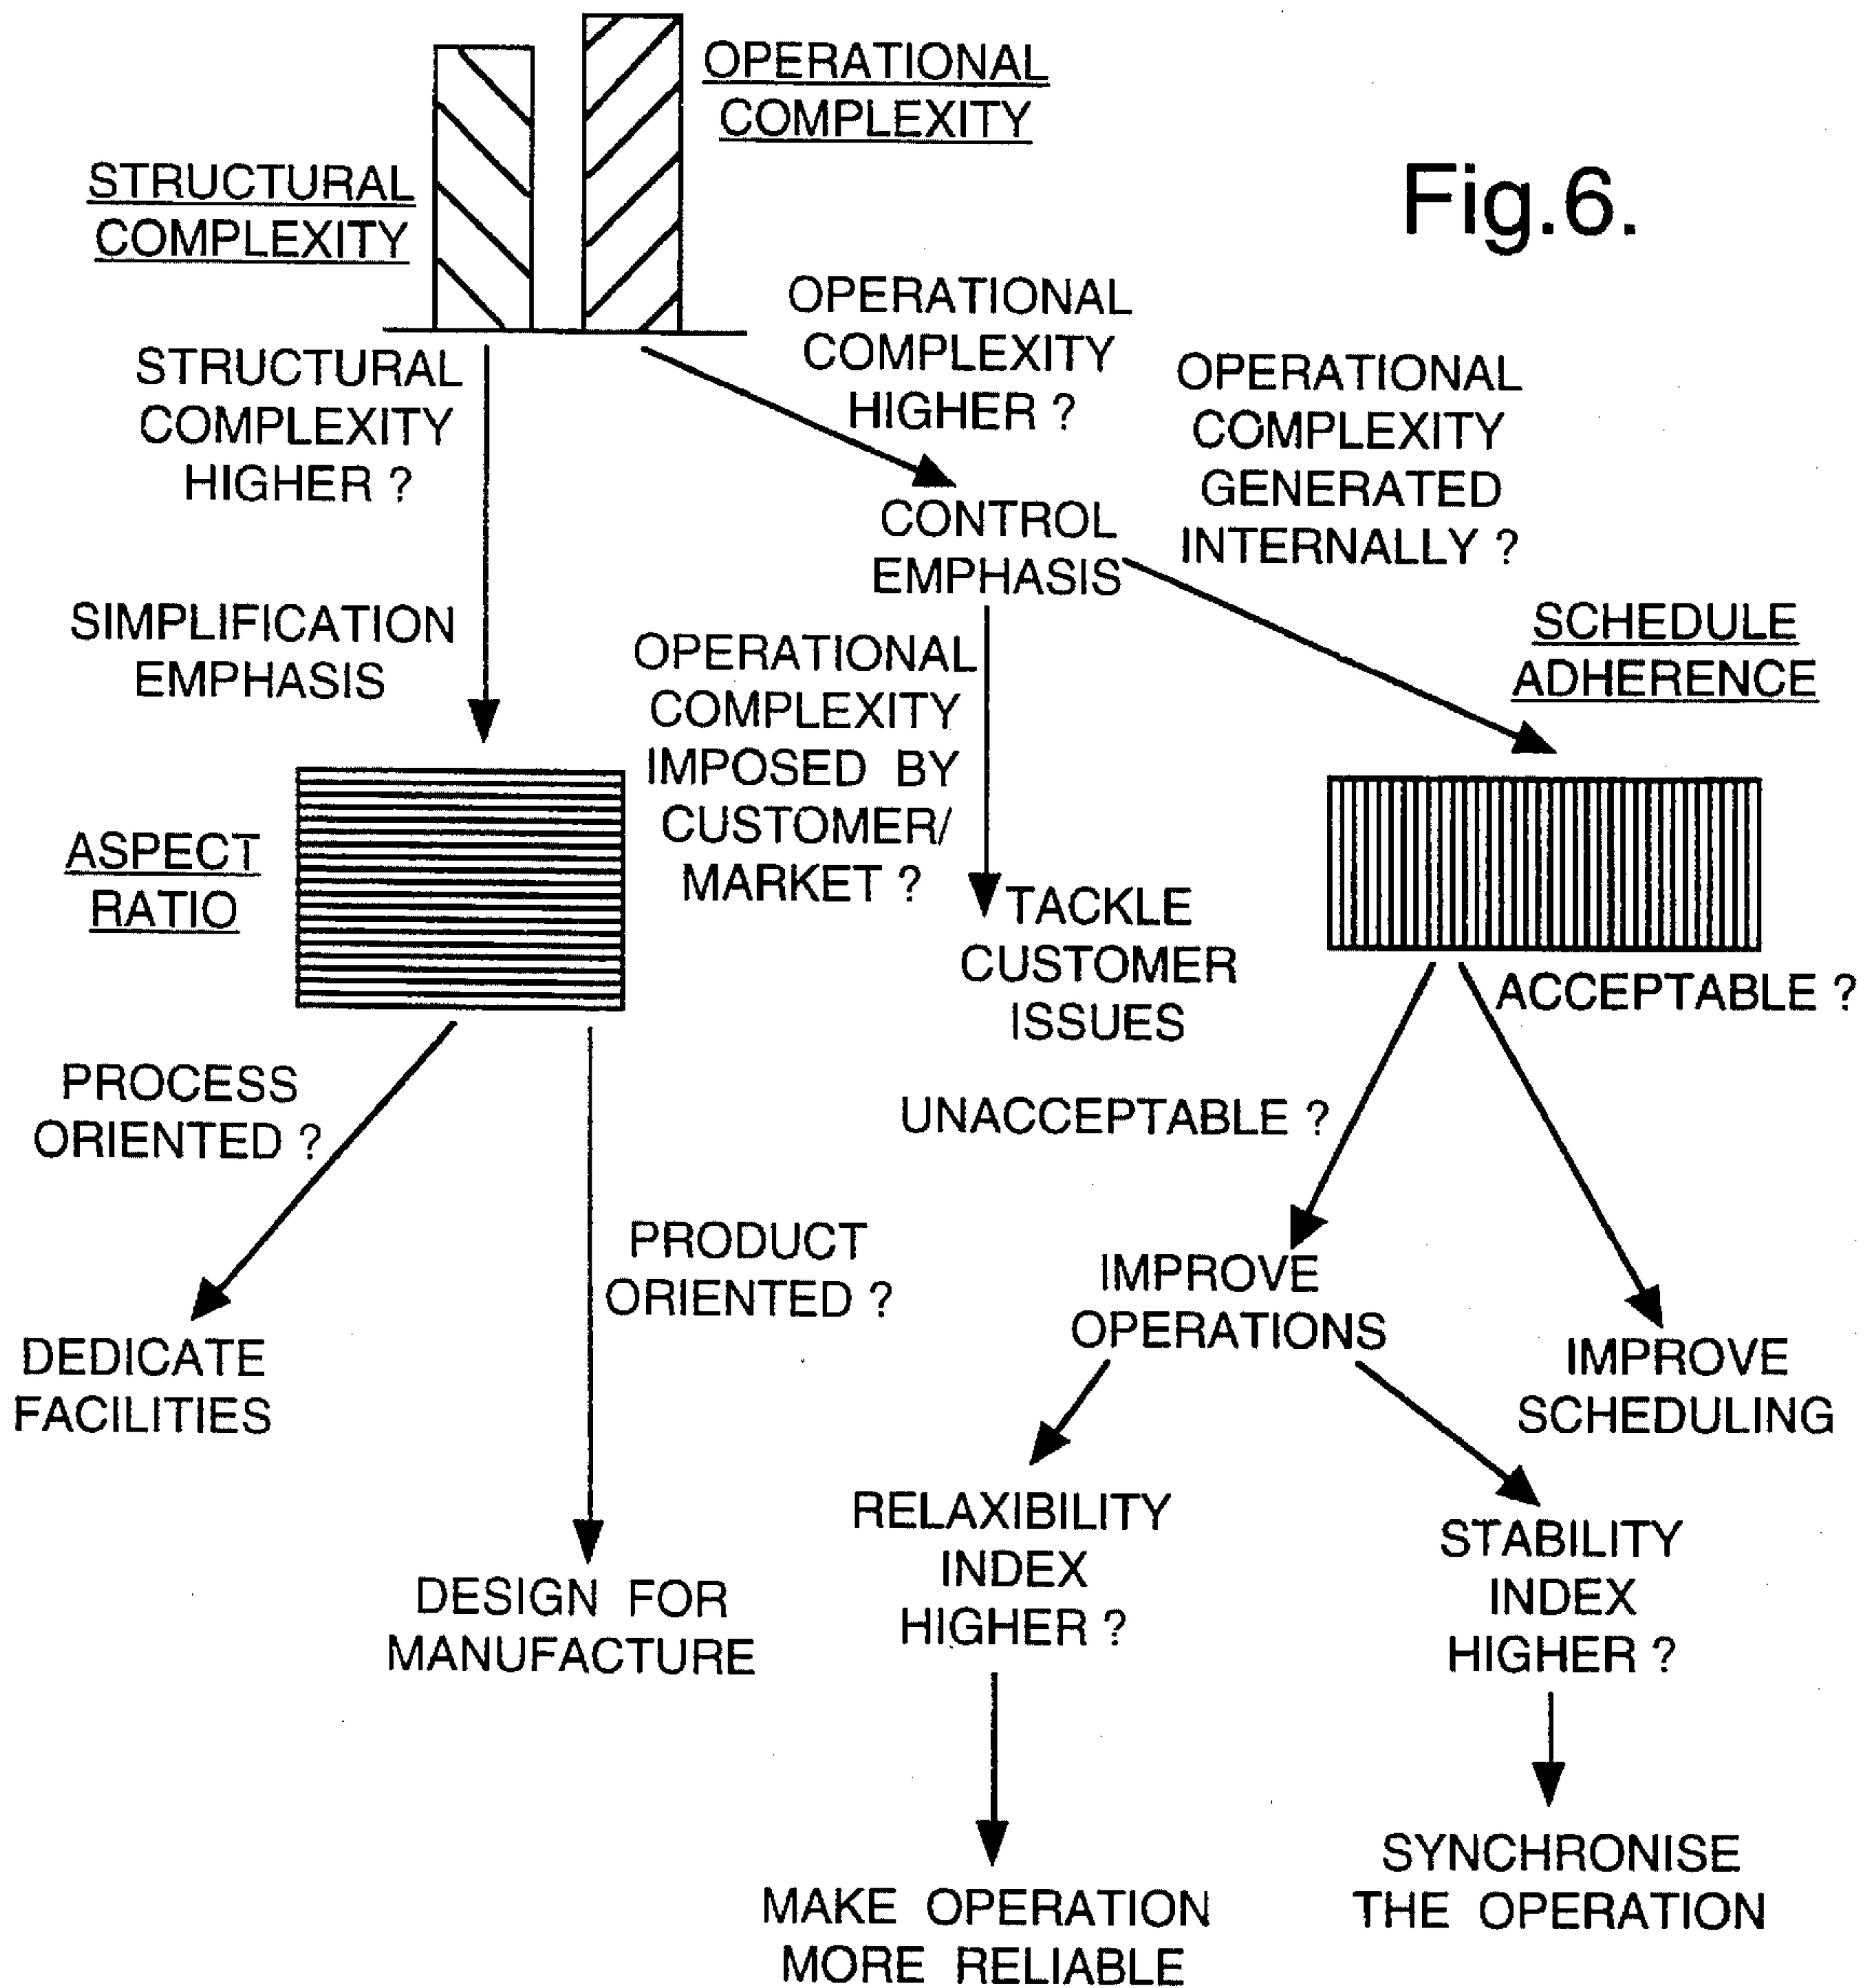 OPERATIONAL
COMPLEXITY
STRUCTURAL
COMPLEXITY
Fig.6.
STRUCTURAL
COMPLEXITY
HIGHER ?
OPERATIONAL
COMPLEXITY
HIGHER ?
OPERATIONAL
COMPLEXITY
GENERATED
INTERNALLY ?
CONTROL
EMPHASIS
SIMPLIFICATION
EMPHASIS
OPERATIONAL
COMPLEXITY
IMPOSED BY
CUSTOMER/
MARKET ?
SCHEDULE
ADHERENCE
ASPECT
RATIO
TACKLE
CUSTOMER
ISSUES
ACCEPTABLE ?
PROCESS
ORIENTED ?
UNACCEPTABLE ?
PRODUCT
ORIENTED ?
IMPROVE
OPERATIONS
DEDICATE
FACILITIES
IMPROVE
SCHEDULING
RELAXIBILITY
INDEX
HIGHER ?
STABILITY
INDEX
HIGHER ?
DESIGN FOR
MANUFACTURE
SYNCHRONISE
THE OPERATION
MAKE OPERATION
MORE RELIABLE